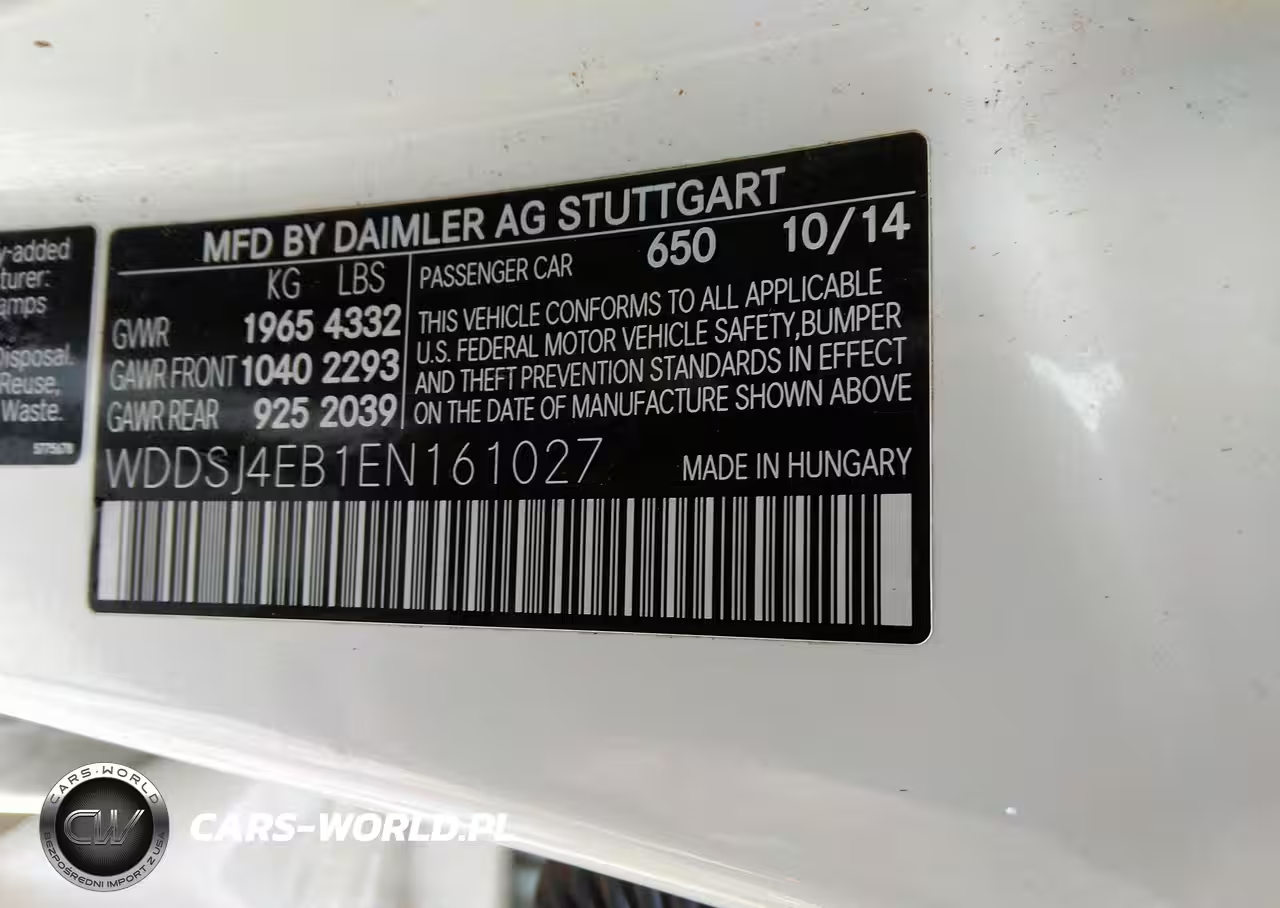 y-added
turer:
amps
Disposal.
Reuse,
Waste.
MFD BY DAIMLER AG STUTTGART
KG LBS
GVWR 1965 4332
GAWR FRONT 1040 2293
GAWR REAR 925 2039
PASSENGER CAR 650 10/14
THIS VEHICLE CONFORMS TO ALL APPLICABLE
U.S. FEDERAL MOTOR VEHICLE SAFETY,BUMPER
AND THEFT PREVENTION STANDARDS IN EFFECT
ON THE DATE OF MANUFACTURE SHOWN ABOVE
WDDSJ4EB1EN161027 MADE IN HUNGARY
CARS-WORLD
CW
BEZPOŚREDNI IMPORT Z USA
CARS-WORLD.PL